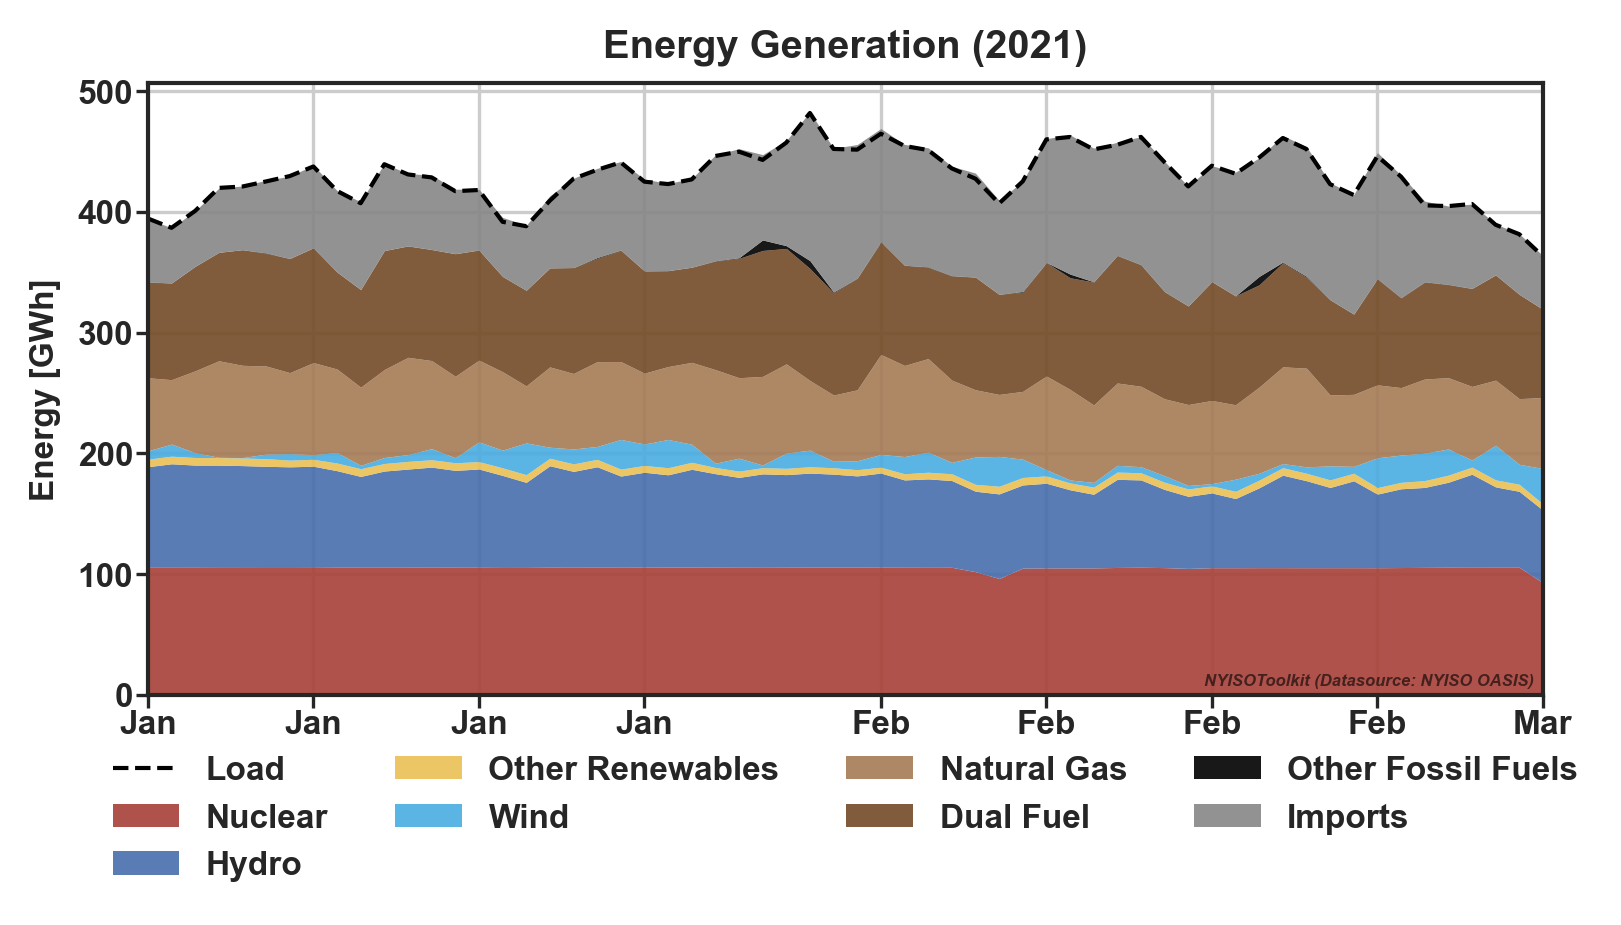 Energy Generation (2021)
Energy [GWh]
500
400
300
200
100
0
NYISOToolkit (Datasource: NYISO OASIS)
Jan Jan Jan Jan Feb Feb Feb Feb Mar
Load Other Renewables Natural Gas Other Fossil Fuels
Nuclear Wind Dual Fuel Imports
Hydro